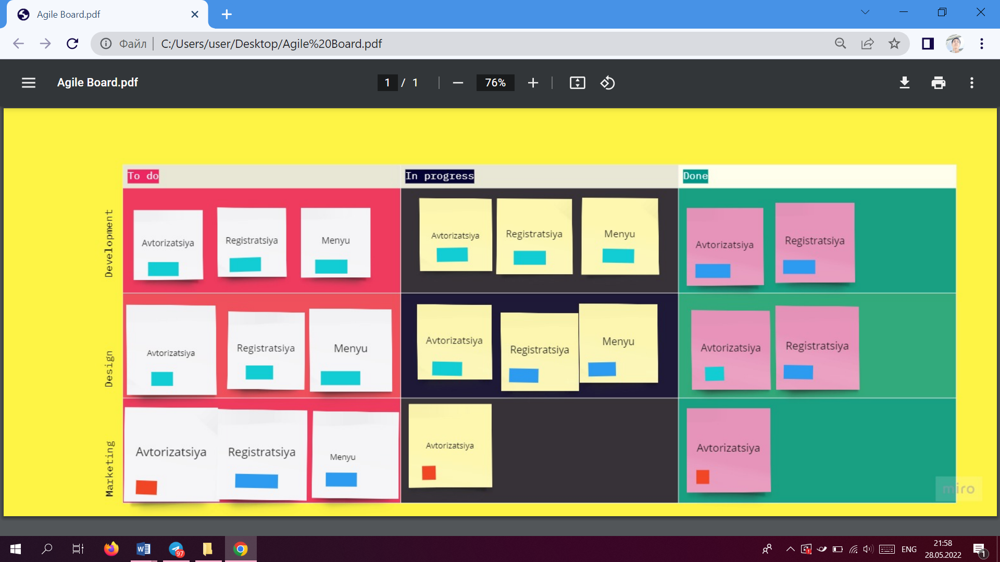 Agile Board.pdf
Файл
C:/Users/user/Desktop/Agile%20Board.pdf
Agile Board.pdf
1 / 1
76%
To do
In progress
Done
Development
Avtorizatsiya
Registratsiya
Menyu
Avtorizatsiya
Registratsiya
Menyu
Avtorizatsiya
Registratsiya
Design
Avtorizatsiya
Registratsiya
Menyu
Avtorizatsiya
Registratsiya
Menyu
Avtorizatsiya
Registratsiya
Marketing
Avtorizatsiya
Registratsiya
Menyu
Avtorizatsiya
Avtorizatsiya
miro
97
ENG
21:58
28.05.2022
1